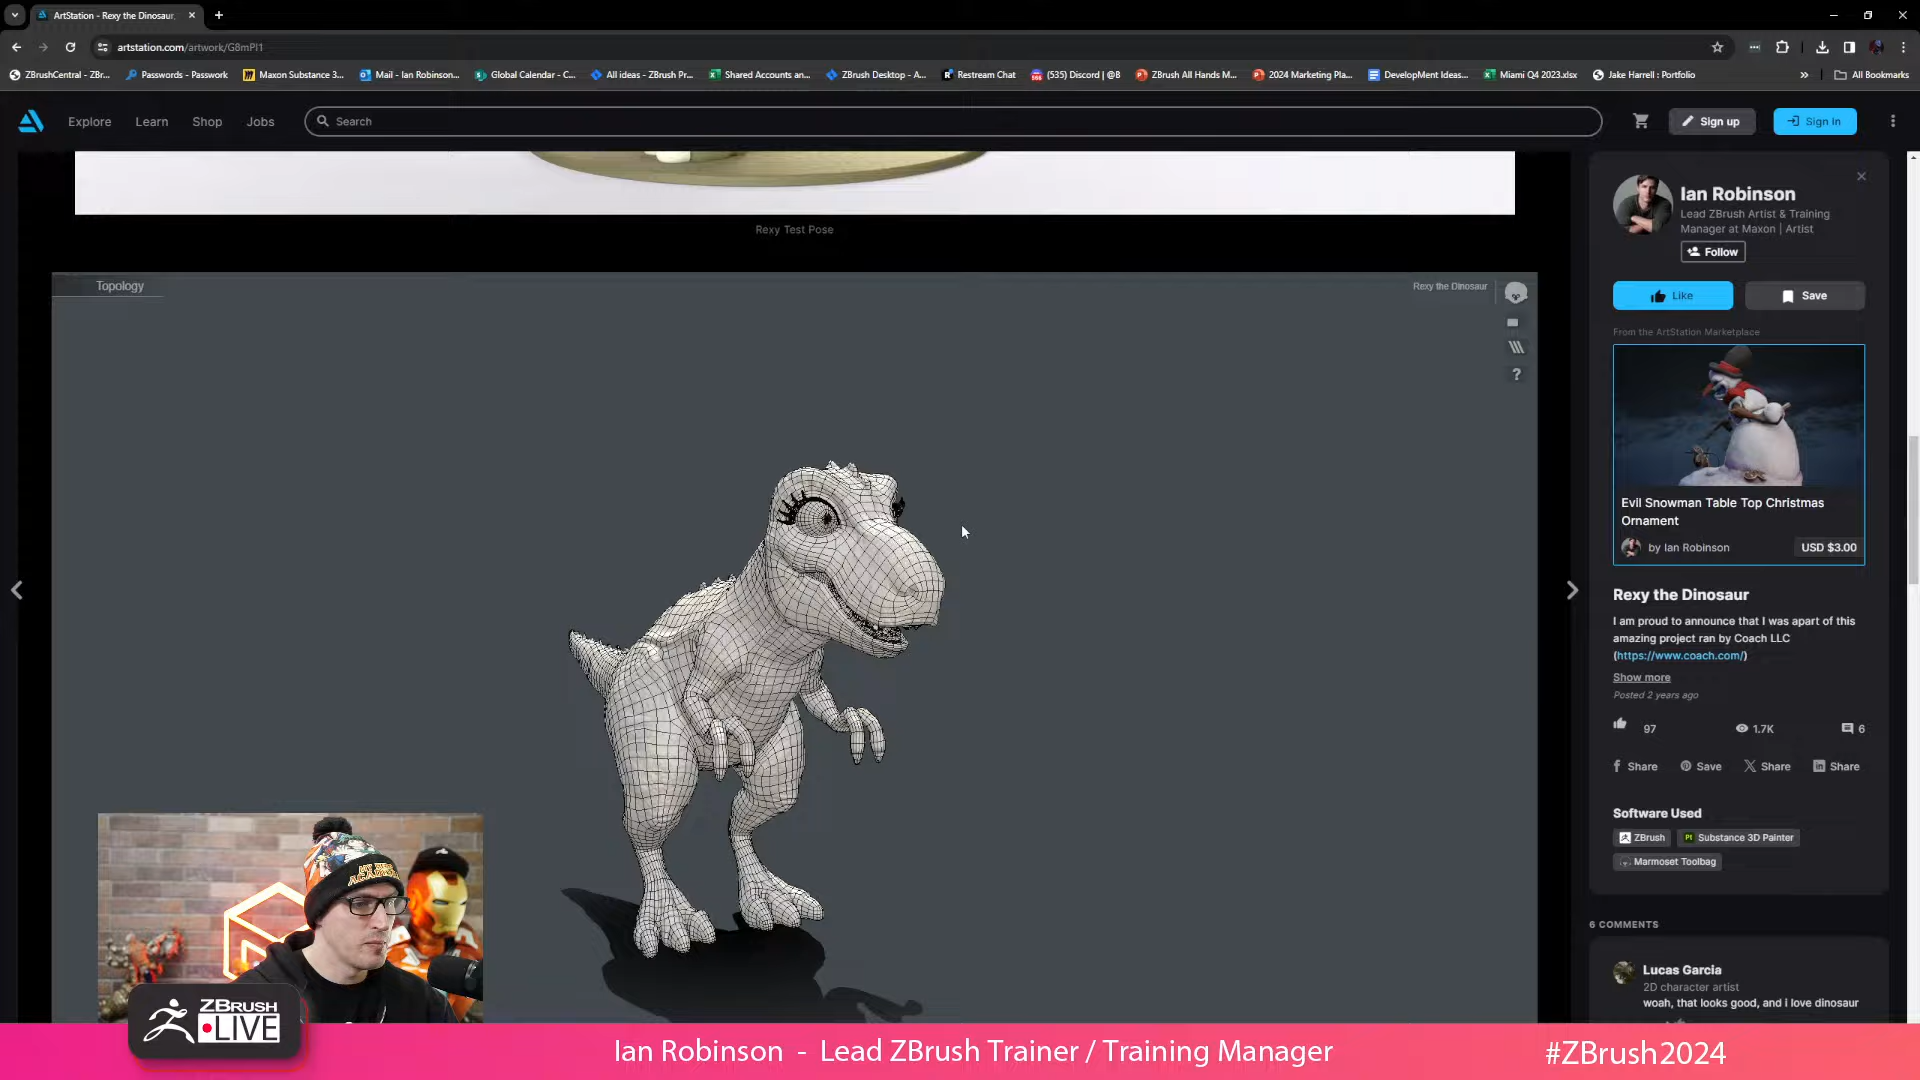 ArtStation - Rexy the Dinosaur,
artstation.com/artwork/G8mPl1
ZBrushCentral - ZBr...
Passwords - Passwork
Maxon Substance 3...
Mail - Ian Robinson...
Global Calendar - C...
All ideas - ZBrush Pr...
Shared Accounts an...
ZBrush Desktop - A...
Restream Chat
(535) Discord | @B
ZBrush All Hands M...
2024 Marketing Pla...
DevelopMent Ideas...
Miami Q4 2023.xlsx
Jake Harrell : Portfolio
All Bookmarks
Explore
Learn
Shop
Jobs
Search
Sign up
Sign in
Rexy Test Pose
Topology
Rexy the Dinosaur
?
Ian Robinson
Lead ZBrush Artist & Training
Manager at Maxon | Artist
Follow
Like
Save
From the ArtStation Marketplace
Evil Snowman Table Top Christmas
Ornament
by Ian Robinson
USD $3.00
Rexy the Dinosaur
I am proud to announce that I was apart of this
amazing project ran by Coach LLC
(https://www.coach.com/)
Show more
Posted 2 years ago
97
1.7K
6
Share
Save
Share
Share
Software Used
ZBrush
Pt Substance 3D Painter
Marmoset Toolbag
6 COMMENTS
Lucas Garcia
2D character artist
woah, that looks good, and i love dinosaur
ZBRUSH
LIVE
Ian Robinson - Lead ZBrush Trainer / Training Manager
#ZBrush2024